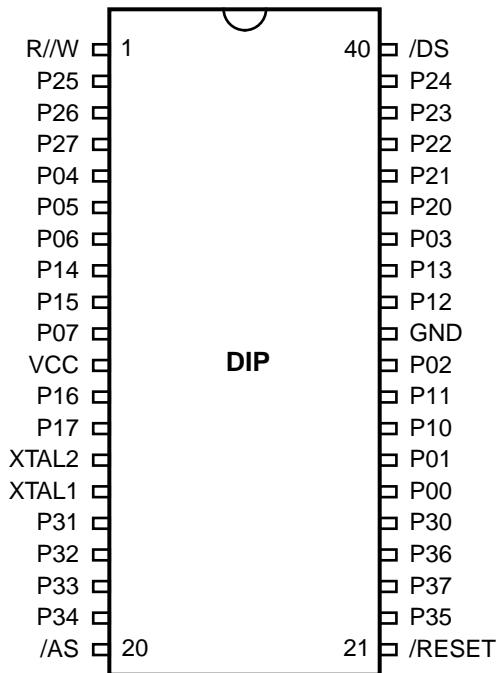 R//W 1 40 /DS
P25 P24
P26 P23
P27 P22
P04 P21
P05 P20
P06 P03
P14 P13
P15 P12
P07 GND
VCC DIP P02
P16 P11
P17 P10
XTAL2 P01
XTAL1 P00
P31 P30
P32 P36
P33 P37
P34 P35
/AS 20 21 /RESET